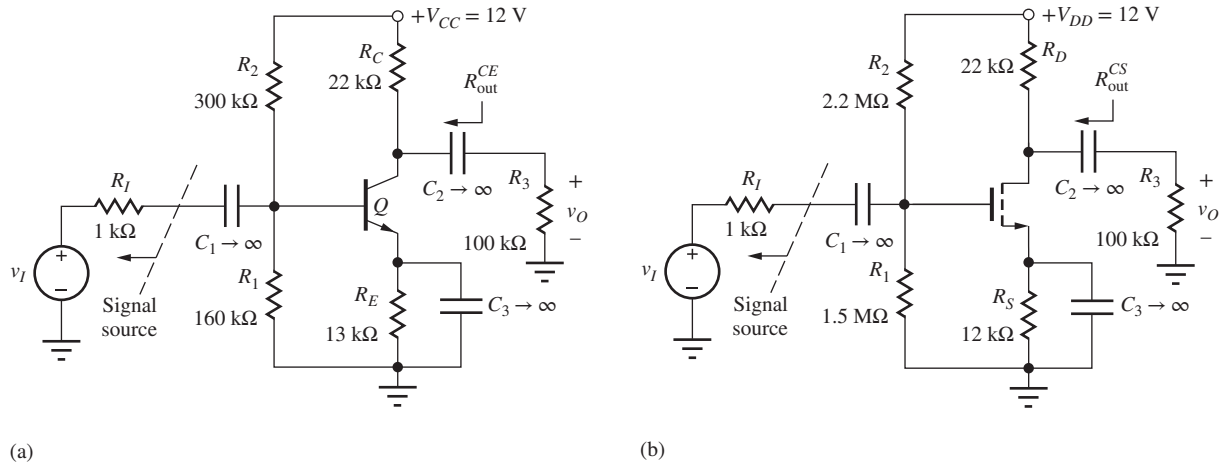 +V_CC = 12 V
R_C
22 kΩ
R_2
300 kΩ
R_out^CE
R_I
1 kΩ
C_1 → ∞
Q
C_2 → ∞
R_3
100 kΩ
+
v_O
−
v_I
+
−
Signal
source
R_1
160 kΩ
R_E
13 kΩ
C_3 → ∞
(a)
+V_DD = 12 V
R_D
22 kΩ
R_2
2.2 MΩ
R_out^CS
R_I
1 kΩ
C_1 → ∞
C_2 → ∞
R_3
100 kΩ
+
v_O
−
v_I
+
−
Signal
source
R_1
1.5 MΩ
R_S
12 kΩ
C_3 → ∞
(b)